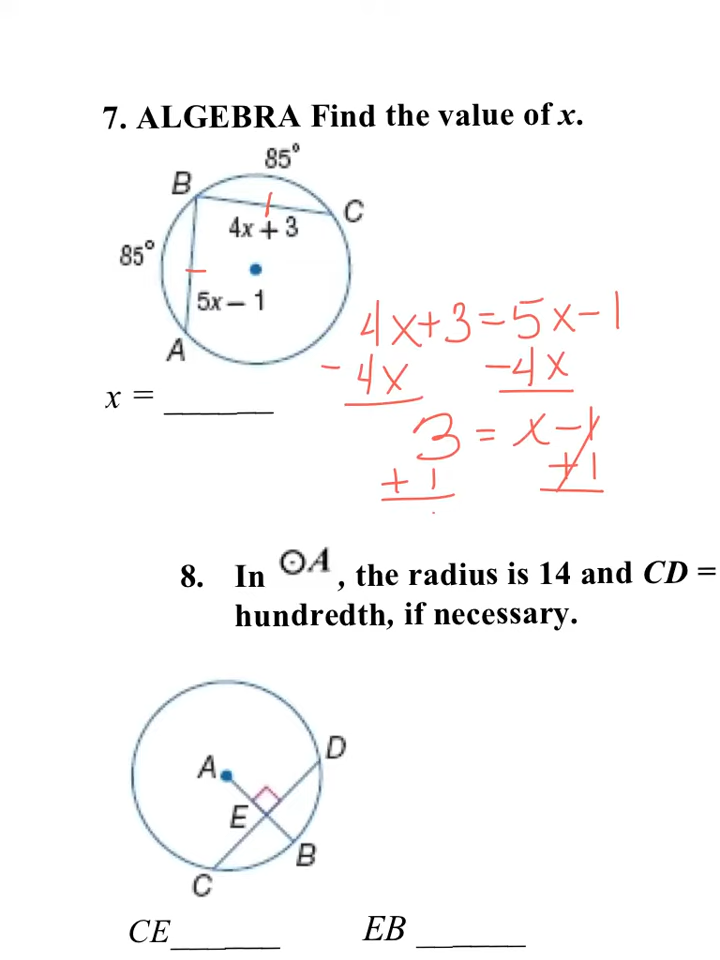 7. ALGEBRA Find the value of x.
85°
B
C
4x + 3
85°
5x – 1
A
4x+3=5x-1
-4x -4x
x = ______
3 = x-1
+1 +1
8. In ⊙A, the radius is 14 and CD =
hundredth, if necessary.
D
A
E
B
C
CE______ EB ______